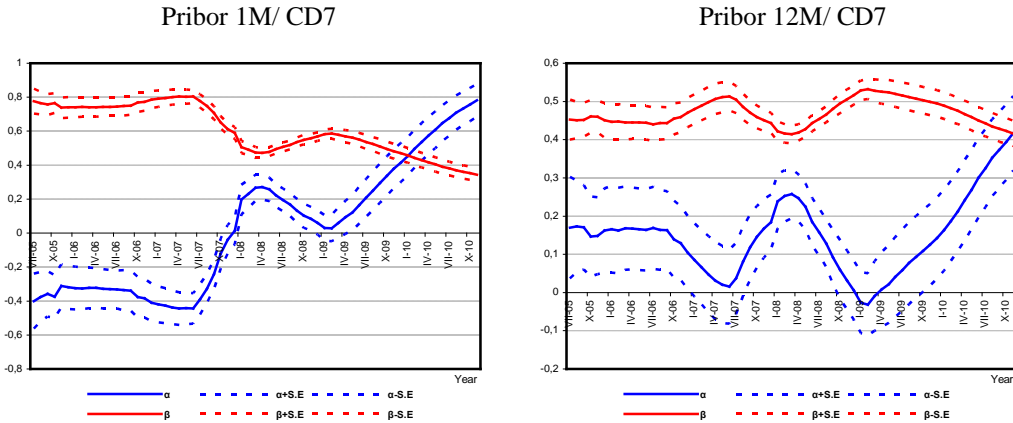 Pribor 1M/ CD7
1
0,8
0,6
0,4
0,2
0
-0,2
-0,4
-0,6
-0,8
VII-05
X-05
I-06
IV-06
VII-06
X-06
I-07
IV-07
VII-07
X-07
I-08
IV-08
VII-08
X-08
I-09
IV-09
VII-09
X-09
I-10
IV-10
VII-10
X-10
Year
α α+S.E α-S.E
β β+S.E β-S.E
Pribor 12M/ CD7
0,6
0,5
0,4
0,3
0,2
0,1
0
-0,1
-0,2
VII-05
X-05
I-06
IV-06
VII-06
X-06
I-07
IV-07
VII-07
X-07
I-08
IV-08
VII-08
X-08
I-09
IV-09
VII-09
X-09
I-10
IV-10
VII-10
X-10
Year
α α+S.E α-S.E
β β+S.E β-S.E